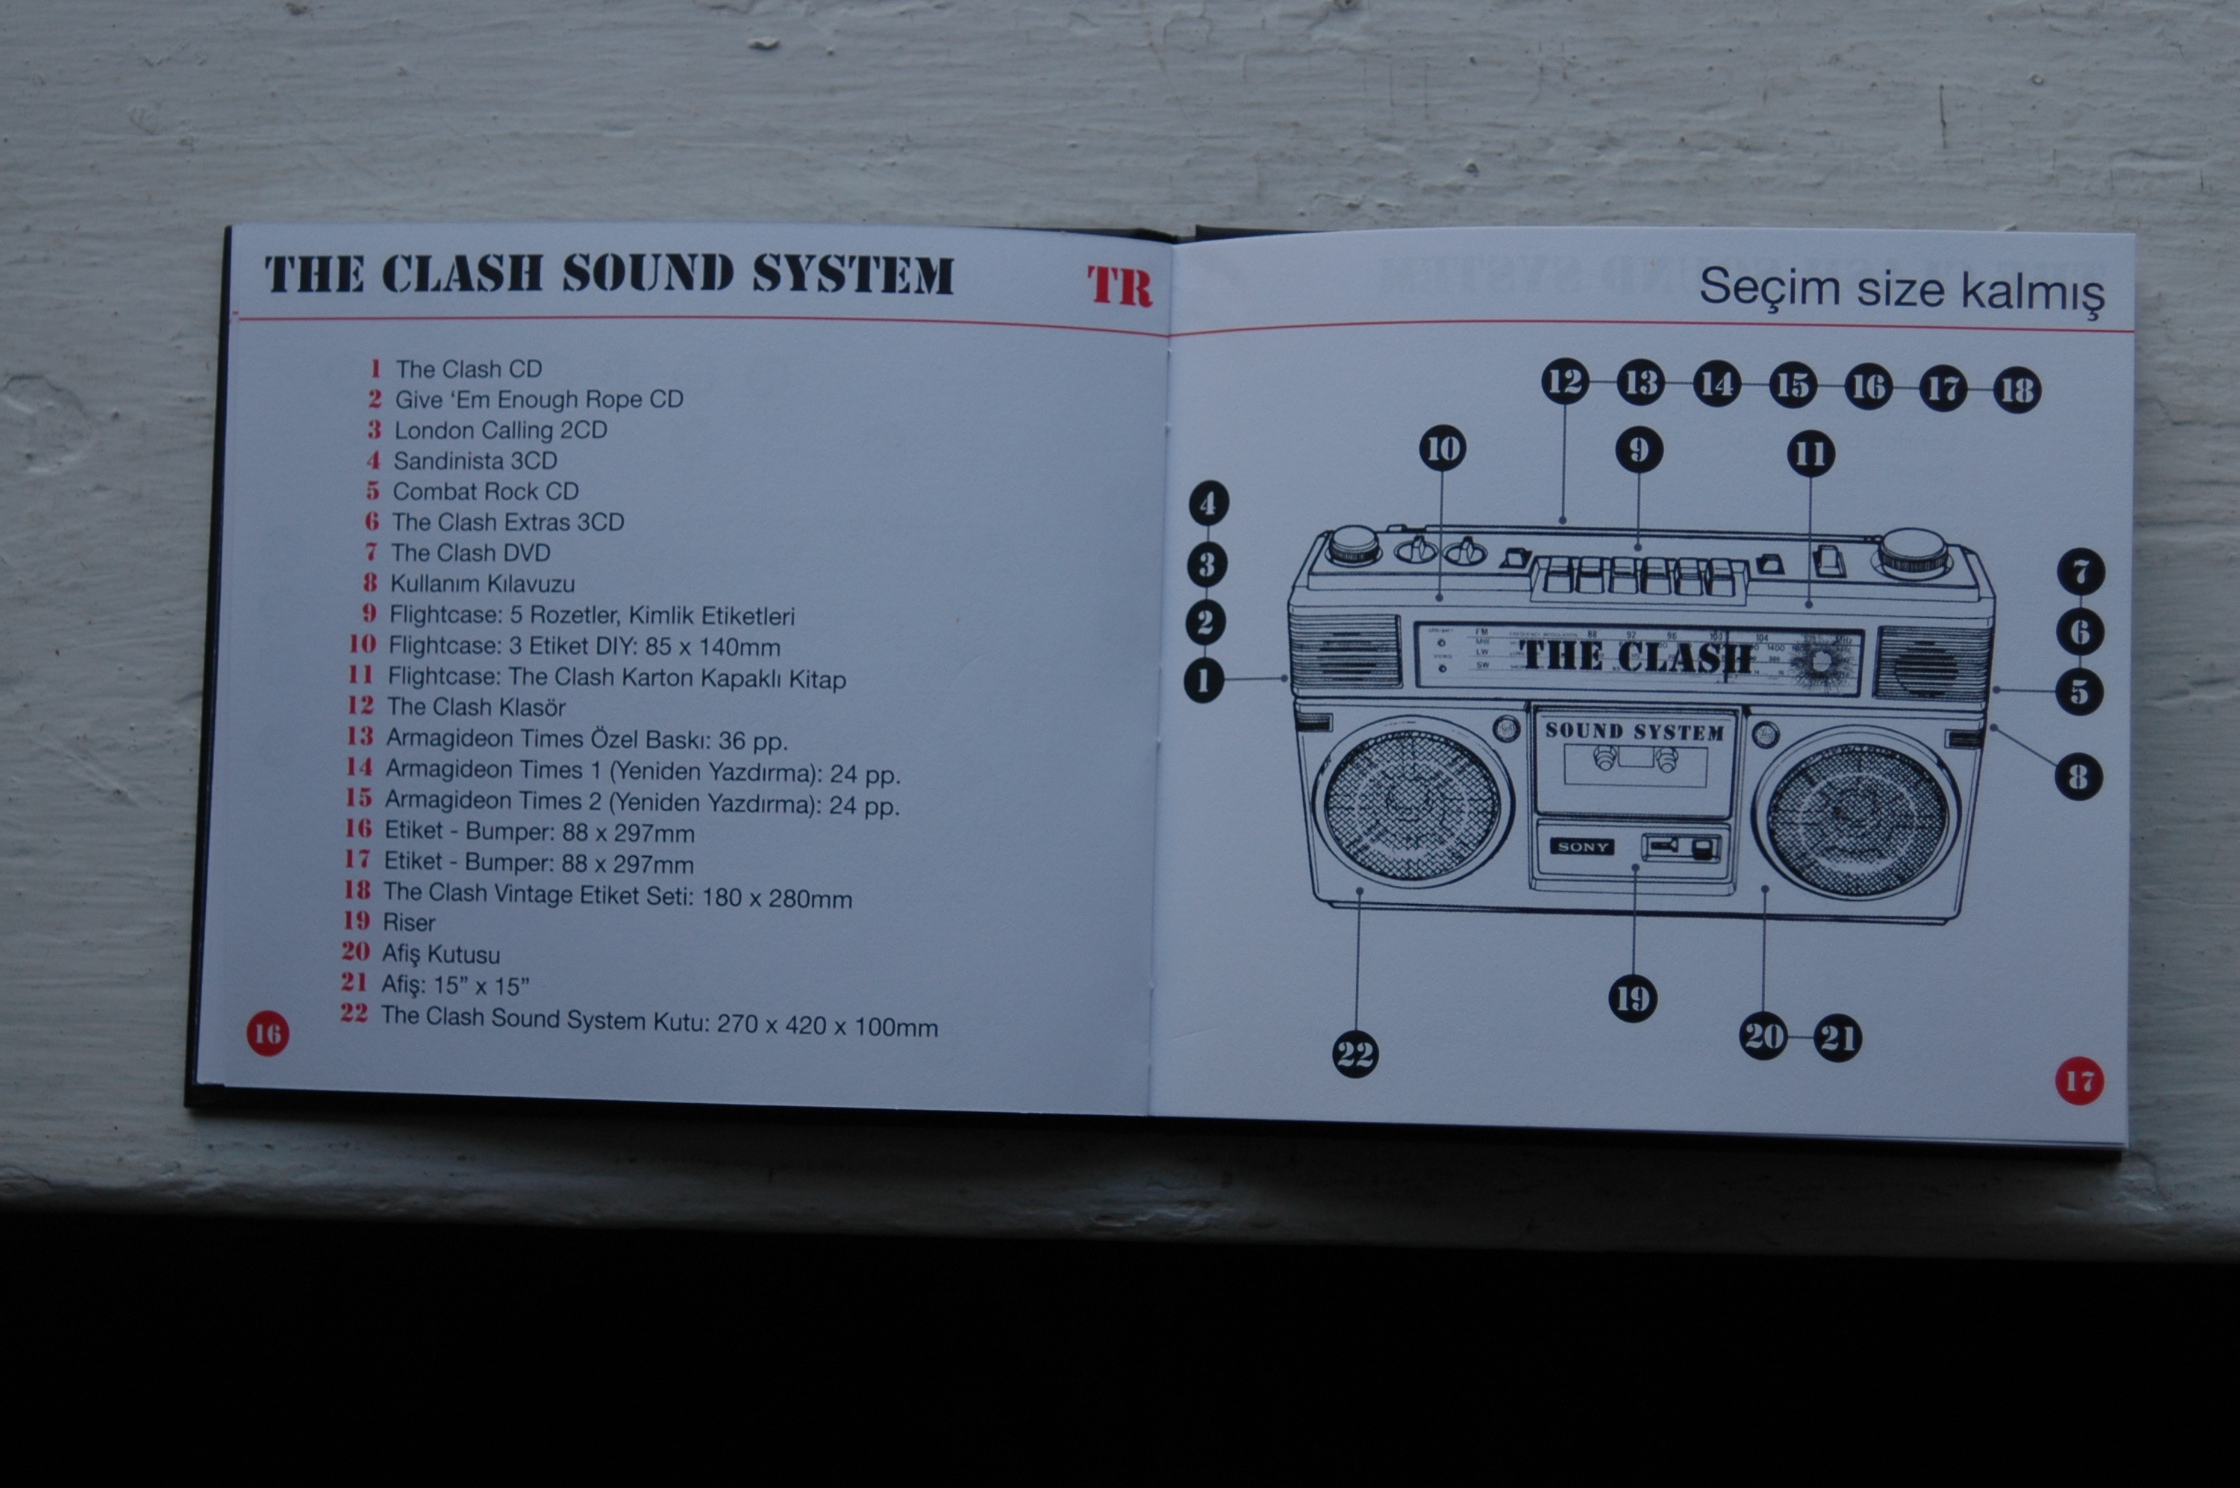 THE CLASH SOUND SYSTEM TR
1 The Clash CD
2 Give ‘Em Enough Rope CD
3 London Calling 2CD
4 Sandinista 3CD
5 Combat Rock CD
6 The Clash Extras 3CD
7 The Clash DVD
8 Kullanım Kılavuzu
9 Flightcase: 5 Rozetler, Kimlik Etiketleri
10 Flightcase: 3 Etiket DIY: 85 x 140mm
11 Flightcase: The Clash Karton Kapaklı Kitap
12 The Clash Klasör
13 Armagideon Times Özel Baskı: 36 pp.
14 Armagideon Times 1 (Yeniden Yazdırma): 24 pp.
15 Armagideon Times 2 (Yeniden Yazdırma): 24 pp.
16 Etiket - Bumper: 88 x 297mm
17 Etiket - Bumper: 88 x 297mm
18 The Clash Vintage Etiket Seti: 180 x 280mm
19 Riser
20 Afiş Kutusu
21 Afiş: 15” x 15”
22 The Clash Sound System Kutu: 270 x 420 x 100mm
16
Seçim size kalmış
12 13 14 15 16 17 18
10 9 11
4
3
2
1
7
6
5
8
FM 88 92 96 104
LW
SW
THE CLASH
SOUND SYSTEM
SONY
19
20 21
22
17